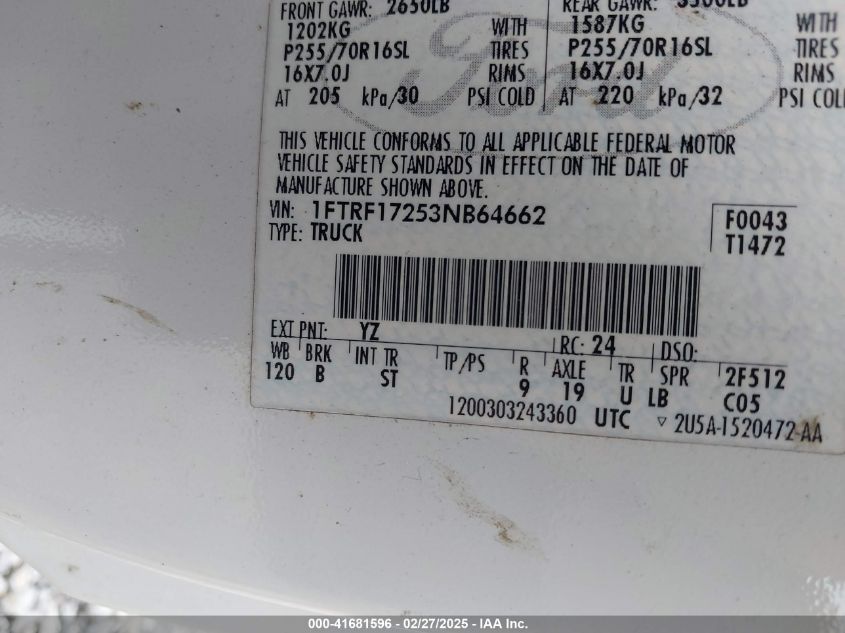 FRONT GAWR: 2650LB REAR GAWR: 3500LB
1202KG WITH 1587KG WITH
P255/70R16SL TIRES P255/70R16SL TIRES
16X7.0J RIMS 16X7.0J RIMS
AT 205 kPa/30 PSI COLD AT 220 kPa/32 PSI COLD
Ford
THIS VEHICLE CONFORMS TO ALL APPLICABLE FEDERAL MOTOR
VEHICLE SAFETY STANDARDS IN EFFECT ON THE DATE OF
MANUFACTURE SHOWN ABOVE.
VIN: 1FTRF17253NB64662
TYPE: TRUCK
F0043
T1472
EXT PNT: YZ RC: 24 DSO:
WB BRK INT TR TP/PS R AXLE TR SPR 2F512
120 B ST 9 19 U LB C05
1200303243360 UTC ▽ 2U5A-1520472-AA
000-41681596 - 02/27/2025 - IAA Inc.